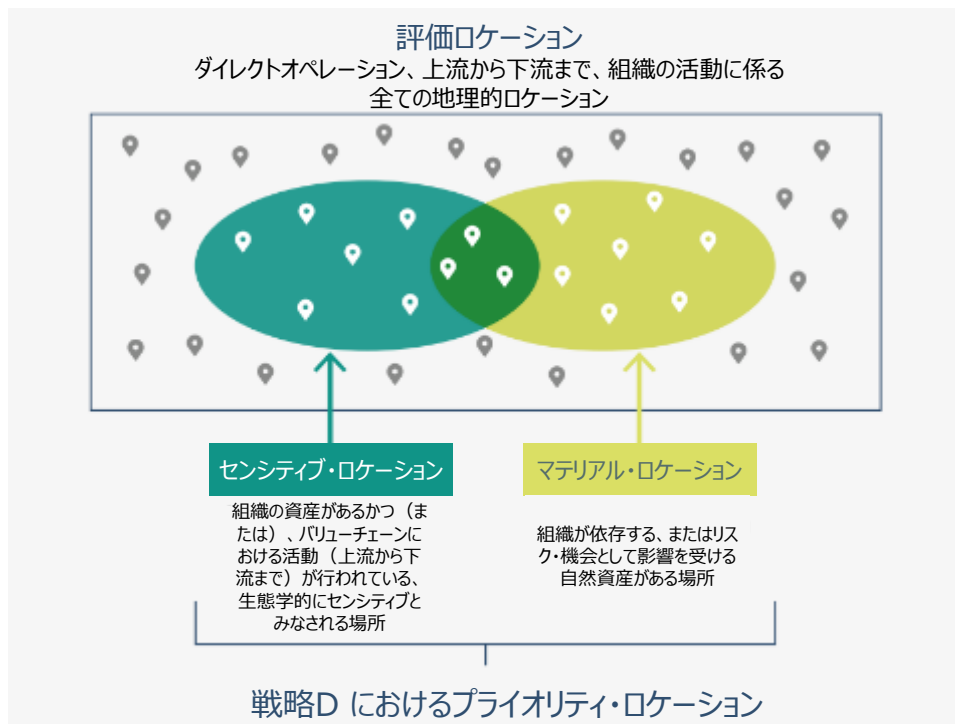 評価ロケーション
ダイレクトオペレーション、上流から下流まで、組織の活動に係る
全ての地理的ロケーション
センシティブ・ロケーション
組織の資産があるかつ（ま
たは）、バリューチェーンに
おける活動（上流から下
流まで）が行われている、
生態学的にセンシティブと
みなされる場所
マテリアル・ロケーション
組織が依存する、またはリス
ク・機会として影響を受ける
自然資産がある場所
戦略D におけるプライオリティ・ロケーション